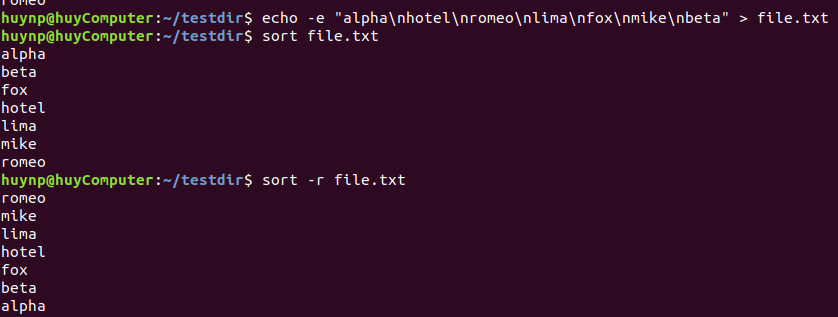 romeo
huynp@huyComputer:~/testdir$ echo -e "alpha\nhotel\nromeo\nlima\nfox\nmike\nbeta" > file.txt
huynp@huyComputer:~/testdir$ sort file.txt
alpha
beta
fox
hotel
lima
mike
romeo
huynp@huyComputer:~/testdir$ sort -r file.txt
romeo
mike
lima
hotel
fox
beta
alpha